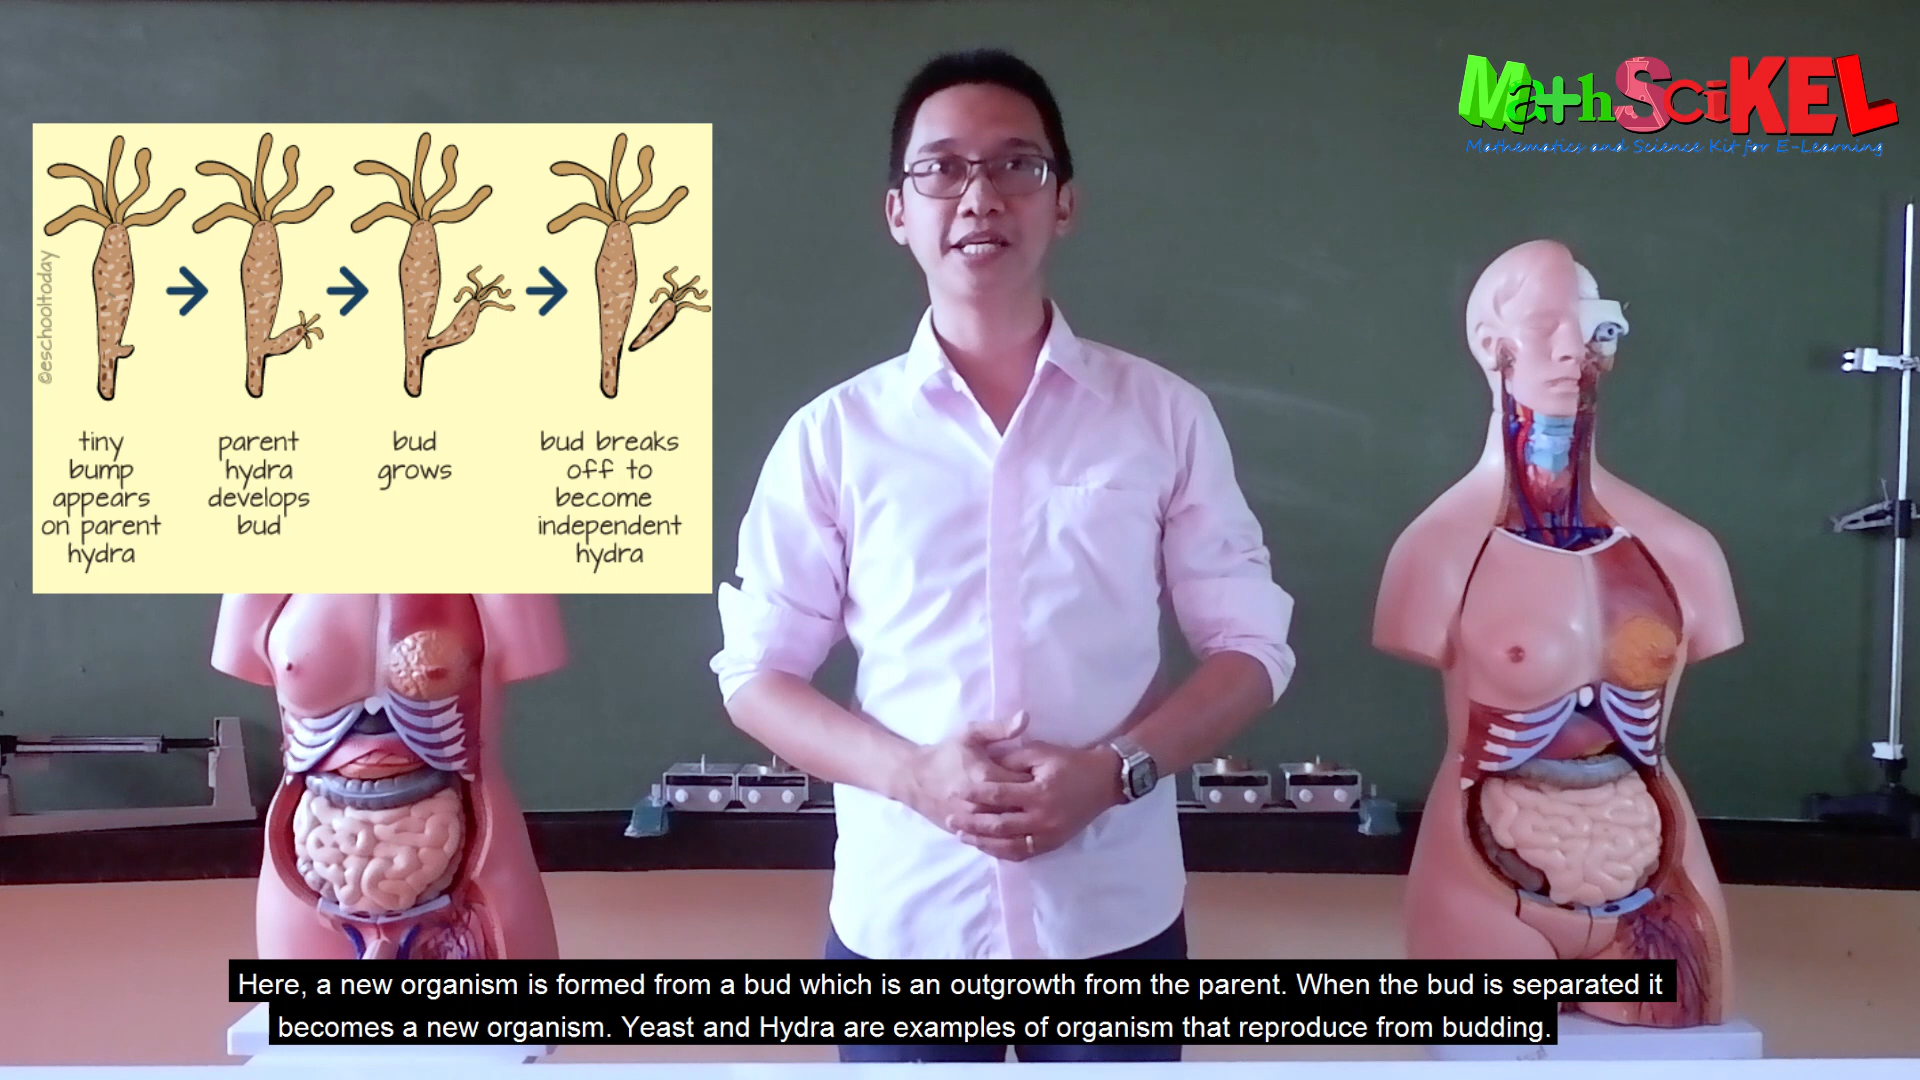 MathSciKEL
Mathematics and Science Kit for E-Learning
©eschooltoday
tiny
bump
appears
on parent
hydra
parent
hydra
develops
bud
bud
grows
bud breaks
off to
become
independent
hydra
Here, a new organism is formed from a bud which is an outgrowth from the parent. When the bud is separated it
becomes a new organism. Yeast and Hydra are examples of organism that reproduce from budding.